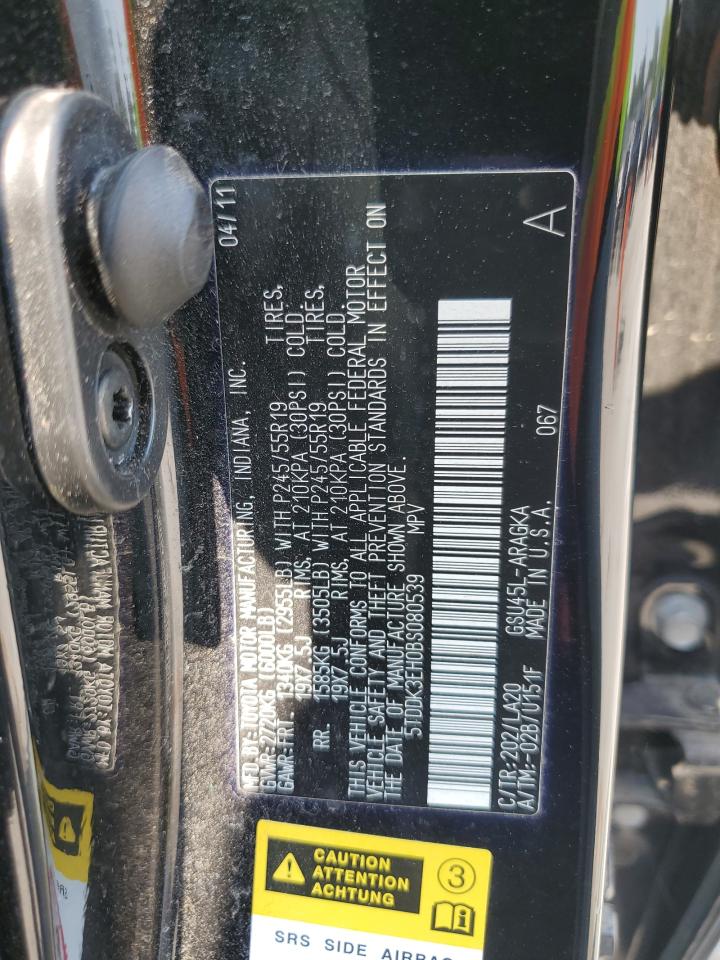 MFD.BY:TOYOTA MOTOR MANUFACTURING, INDIANA, INC. 04/11
GVWR-2720KG (6000LB)
GAWR-FRT. 1340KG (2955LB) WITH P245/55R19 TIRES,
19X7.5J RIMS, AT 210KPA (30PSI) COLD.
RR. 1585KG (3505LB) WITH P245/55R19 TIRES,
19X7.5J RIMS, AT 210KPA (30PSI) COLD.
THIS VEHICLE CONFORMS TO ALL APPLICABLE FEDERAL MOTOR
VEHICLE SAFETY AND THEFT PREVENTION STANDARDS IN EFFECT ON
THE DATE OF MANUFACTURE SHOWN ABOVE.
5TDDK3EH0BS080539 MPV
C/TR:202/LA20 GSU45L-ARAGKA 067 A
A/TM:-02B/U151F MADE IN U.S.A.
CAUTION
ATTENTION
ACHTUNG
3
SRS SIDE